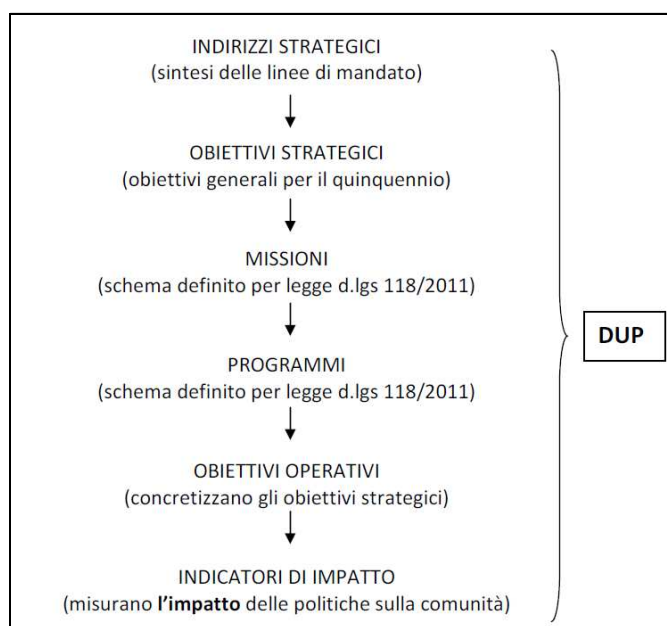 INDIRIZZI STRATEGICI
(sintesi delle linee di mandato)
OBIETTIVI STRATEGICI
(obiettivi generali per il quinquennio)
MISSIONI
(schema definito per legge d.lgs 118/2011)
DUP
PROGRAMMI
(schema definito per legge d.lgs 118/2011)
OBIETTIVI OPERATIVI
(concretizzano gli obiettivi strategici)
INDICATORI DI IMPATTO
(misurano l'impatto delle politiche sulla comunità)